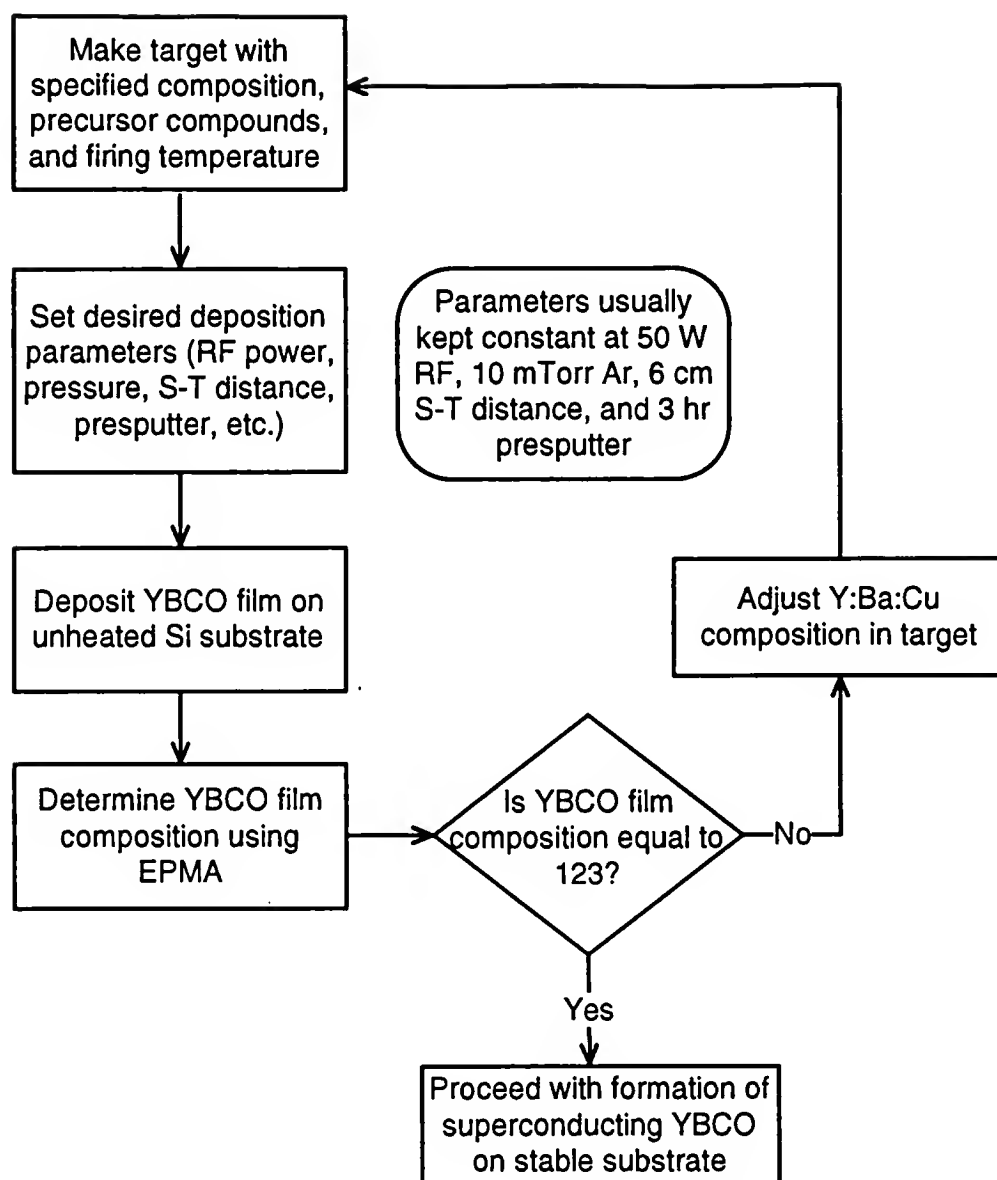 Make target with
specified composition,
precursor compounds,
and firing temperature
Set desired deposition
parameters (RF power,
pressure, S-T distance,
presputter, etc.)
Parameters usually
kept constant at 50 W
RF, 10 mTorr Ar, 6 cm
S-T distance, and 3 hr
presputter
Deposit YBCO film on
unheated Si substrate
Adjust Y:Ba:Cu
composition in target
Determine YBCO film
composition using
EPMA
Is YBCO film
composition equal to
123?
No
Yes
Proceed with formation of
superconducting YBCO
on stable substrate